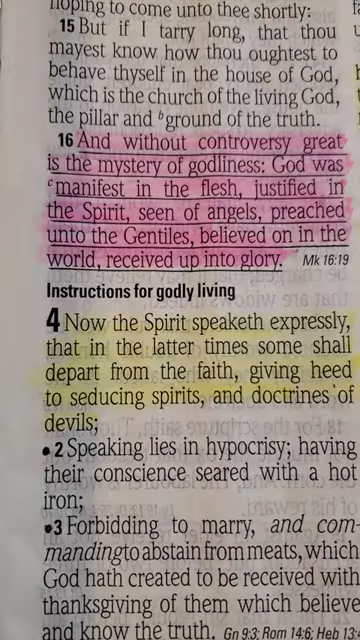 hoping to come unto thee shortly:
15 But if I tarry long, that thou
mayest know how thou oughtest to
behave thyself in the house of God,
which is the church of the living God,
the pillar and bground of the truth.
16 And without controversy great
is the mystery of godliness: God was
cmanifest in the flesh, justified in
the Spirit, seen of angels, preached
unto the Gentiles, believed on in the
world, received up into glory. Mk 16:19
Instructions for godly living
4 Now the Spirit speaketh expressly,
that in the latter times some shall
depart from the faith, giving heed
to seducing spirits, and doctrines of
devils;
•2 Speaking lies in hypocrisy; having
their conscience seared with a hot
iron;
•3 Forbidding to marry, and com-
manding to abstain from meats, which
God hath created to be received with
thanksgiving of them which believe
and know the truth. Gn 9:3; Rom 14:6; Heb 13:4